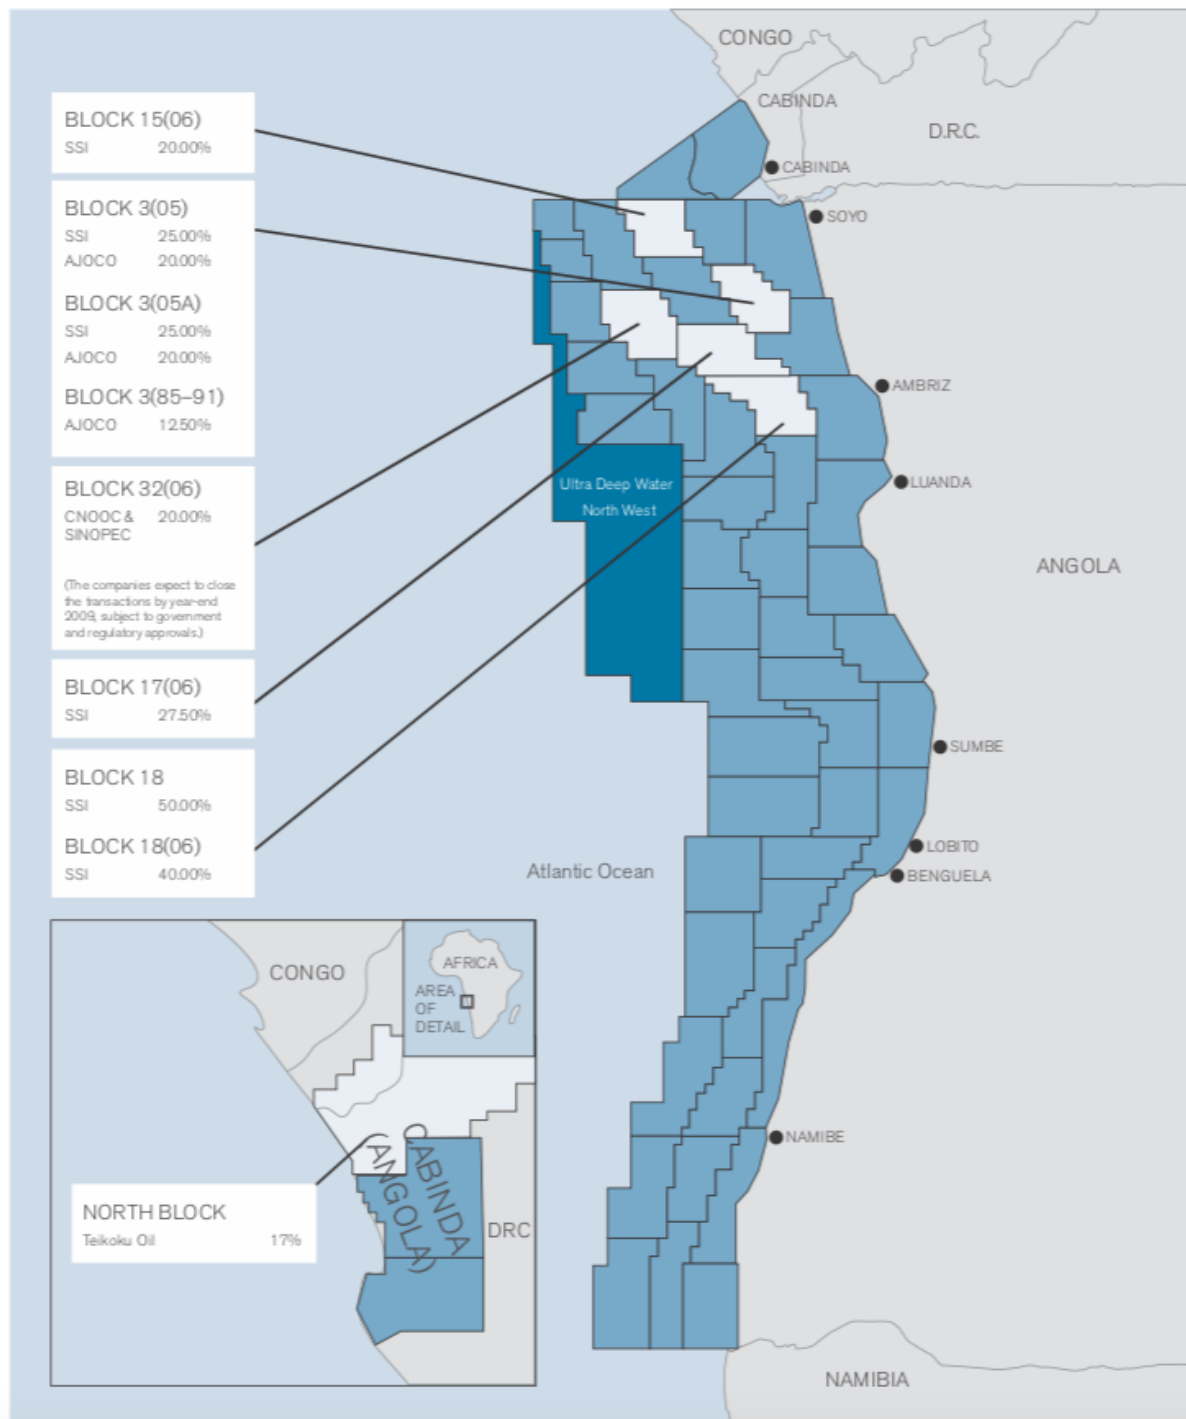 BLOCK 15(06)
SSI 20.00%
BLOCK 3(05)
SSI 25.00%
AJOCO 20.00%
BLOCK 3(05A)
SSI 25.00%
AJOCO 20.00%
BLOCK 3(85–91)
AJOCO 12.50%
BLOCK 32(06)
CNOOC & 20.00%
SINOPEC
(The companies expect to close
the transactions by year-end
2009, subject to government
and regulatory approvals.)
BLOCK 17(06)
SSI 27.50%
BLOCK 18
SSI 50.00%
BLOCK 18(06)
SSI 40.00%
CONGO
CABINDA
D.R.C.
CABINDA
SOYO
AMBRIZ
LUANDA
Ultra Deep Water
North West
ANGOLA
SUMBE
LOBITO
BENGUELA
Atlantic Ocean
NAMIBE
NAMIBIA
CONGO
AFRICA
AREA
OF
DETAIL
CABINDA
(ANGOLA)
DRC
NORTH BLOCK
Teikoku Oil 17%